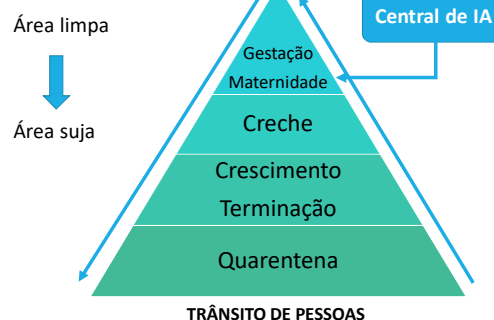 Área limpa
Central de IA
Gestação
Maternidade
Área suja
Creche
Crescimento
Terminação
Quarentena
TRÂNSITO DE PESSOAS